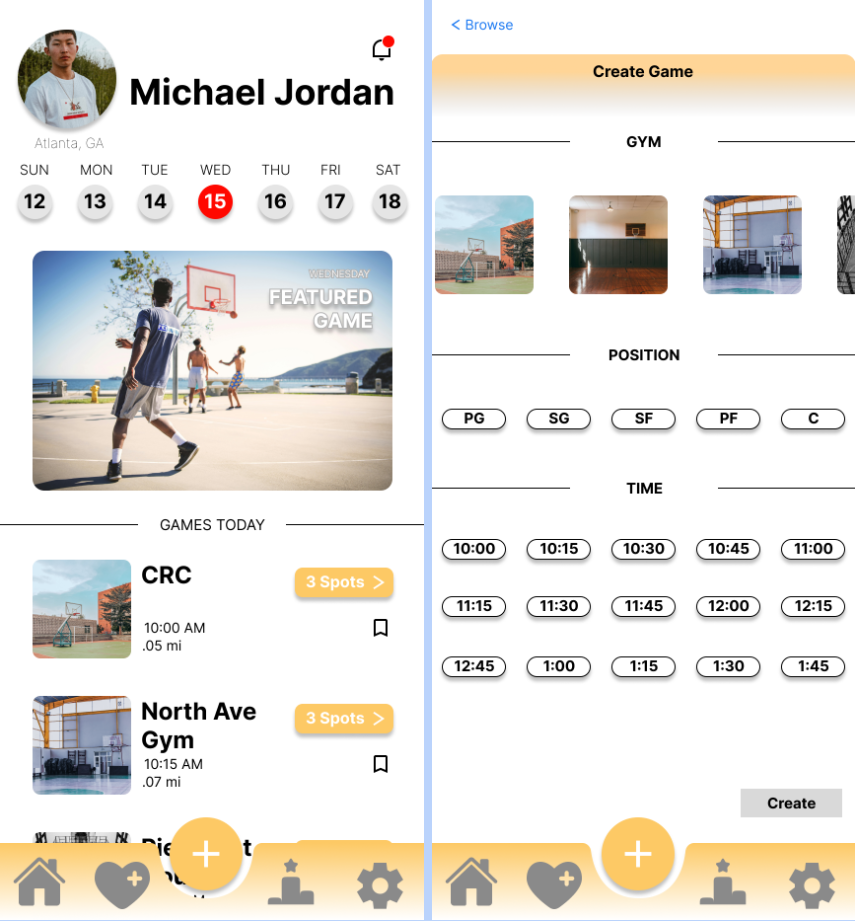 Michael Jordan
Atlanta, GA
SUN MON TUE WED THU FRI SAT
12 13 14 15 16 17 18
WEDNESDAY
FEATURED
GAME
GAMES TODAY
CRC
3 Spots >
10:00 AM
.05 mi
North Ave
Gym
3 Spots >
10:15 AM
.07 mi
< Browse
Create Game
GYM
POSITION
PG SG SF PF C
TIME
10:00 10:15 10:30 10:45 11:00
11:15 11:30 11:45 12:00 12:15
12:45 1:00 1:15 1:30 1:45
Create